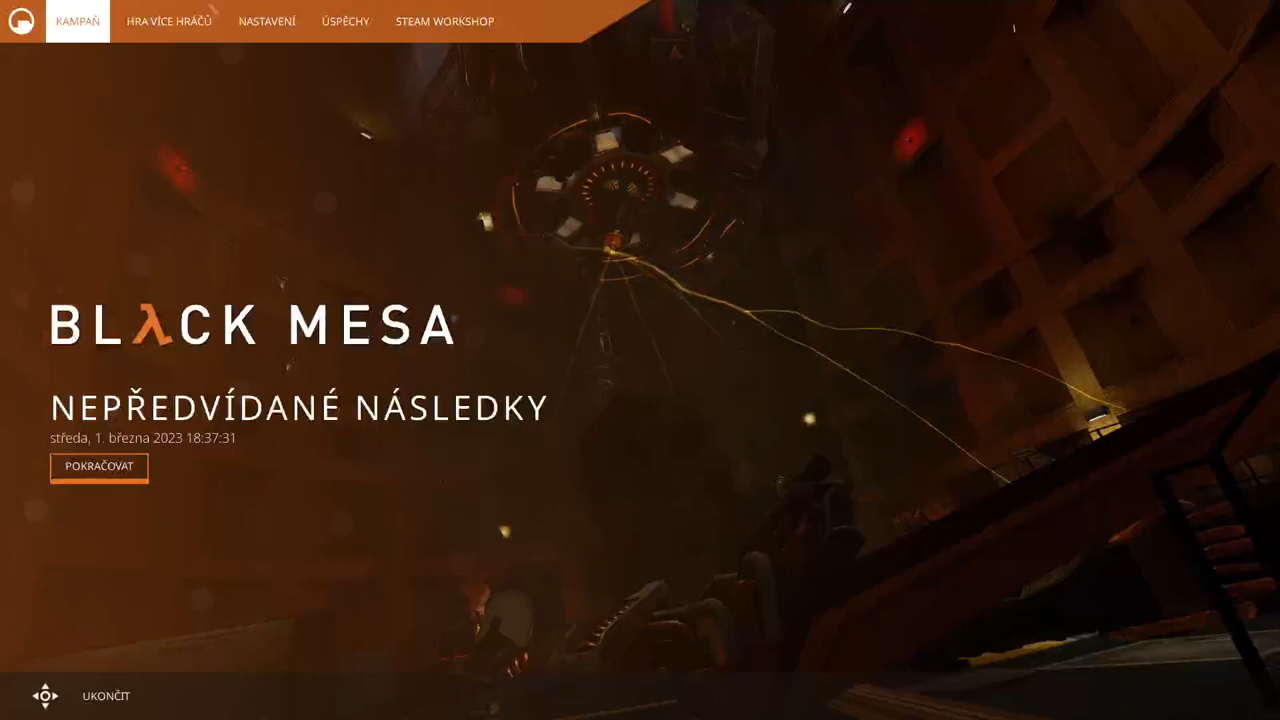 KAMPAŇ HRA VÍCE HRÁČŮ NASTAVENÍ ÚSPĚCHY STEAM WORKSHOP
BLλCK MESA
NEPŘEDVÍDANÉ NÁSLEDKY
středa, 1. března 2023 18:37:31
POKRAČOVAT
UKONČIT